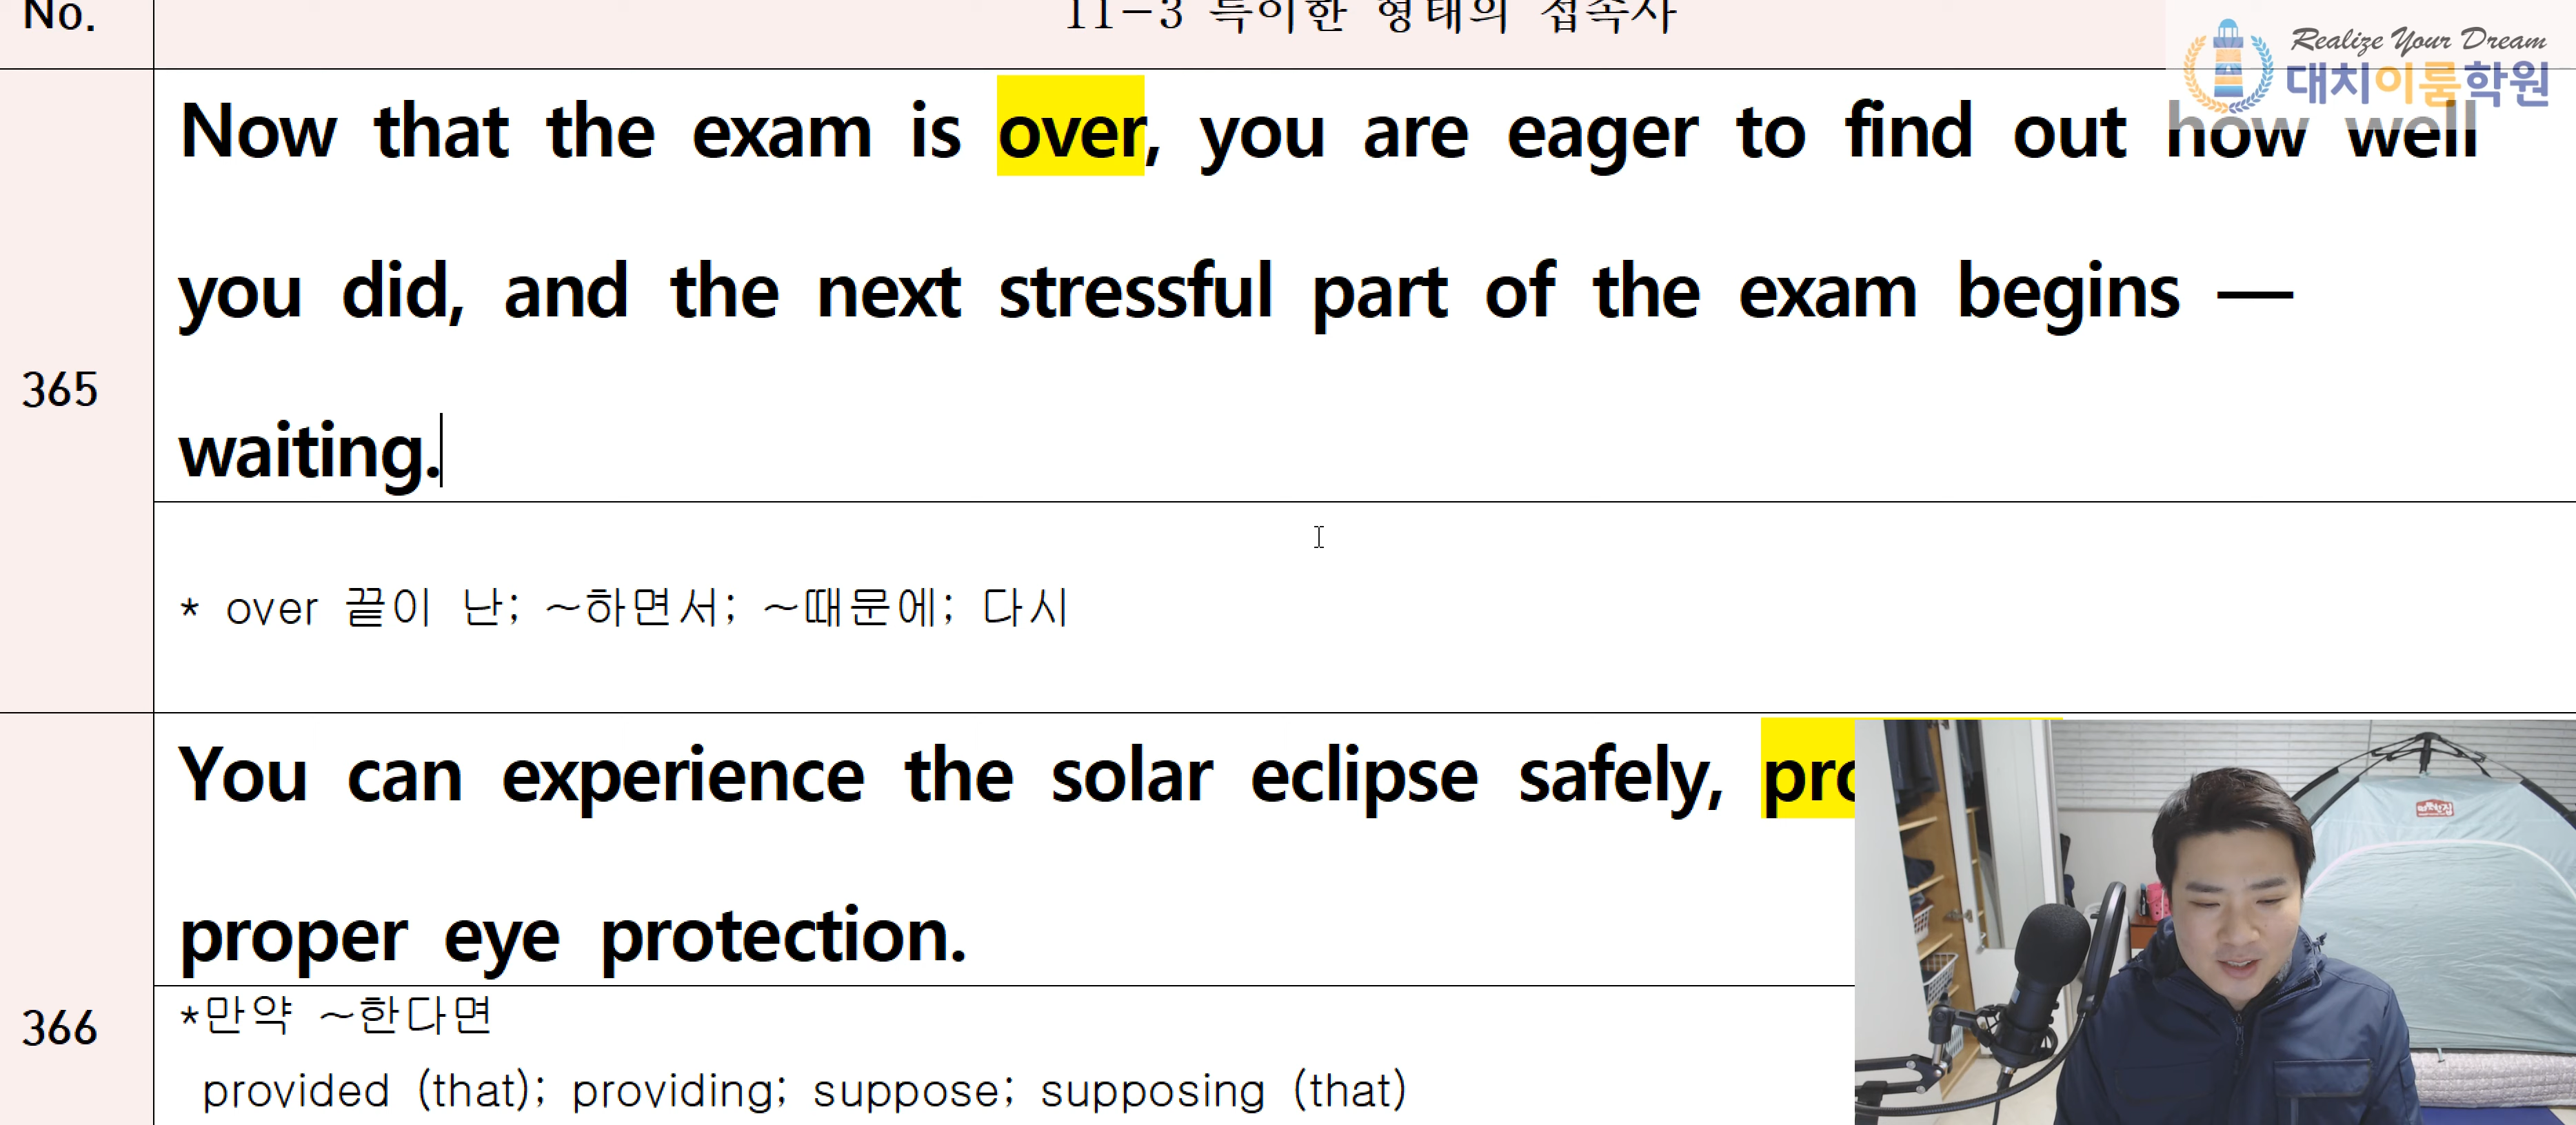 No.
11-3 특이한 형태의 접속사
Realize Your Dream
대치이룸학원
Now that the exam is over, you are eager to find out how well
you did, and the next stressful part of the exam begins —
waiting.
365
* over 끝이 난; ~하면서; ~때문에; 다시
You can experience the solar eclipse safely,
proper eye protection.
366
*만약 ~한다면
provided (that); providing; suppose; supposing (that)